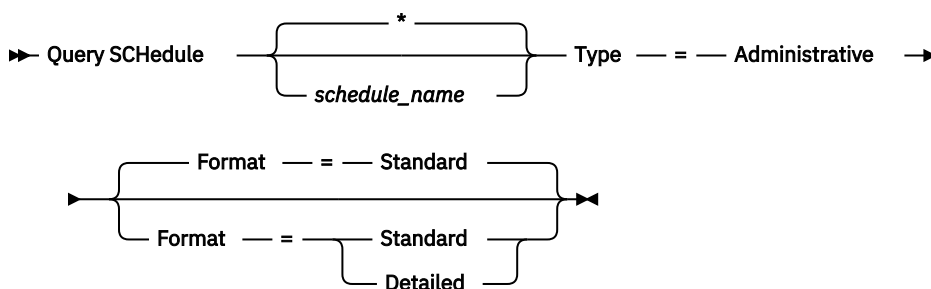 *
Query SCHedule Type = Administrative
schedule_name
Format = Standard
Format = Standard
Detailed